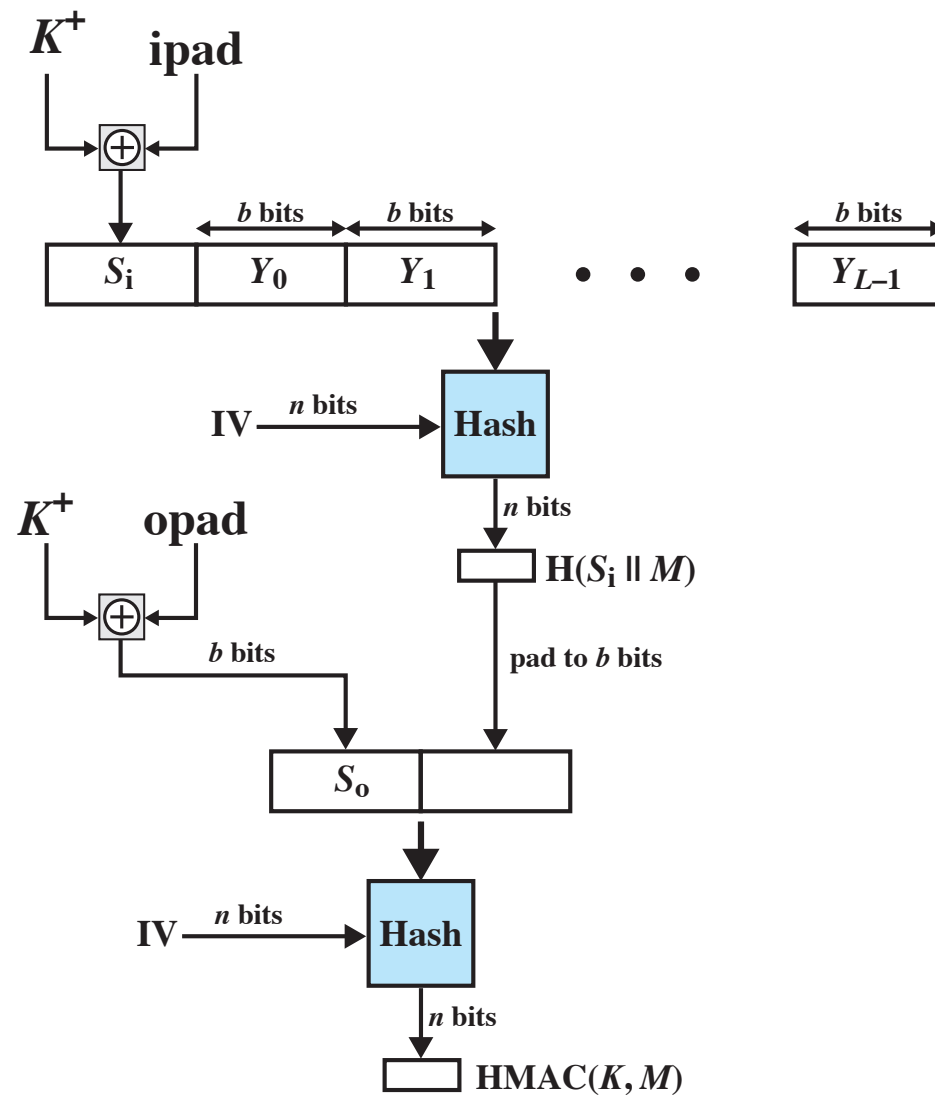 K⁺ ipad
b bits b bits b bits
Sᵢ Y₀ Y₁ • • • Y_{L–1}
IV n bits Hash
n bits
K⁺ opad
H(Sᵢ || M)
b bits pad to b bits
Sₒ
IV n bits Hash
n bits
HMAC(K, M)